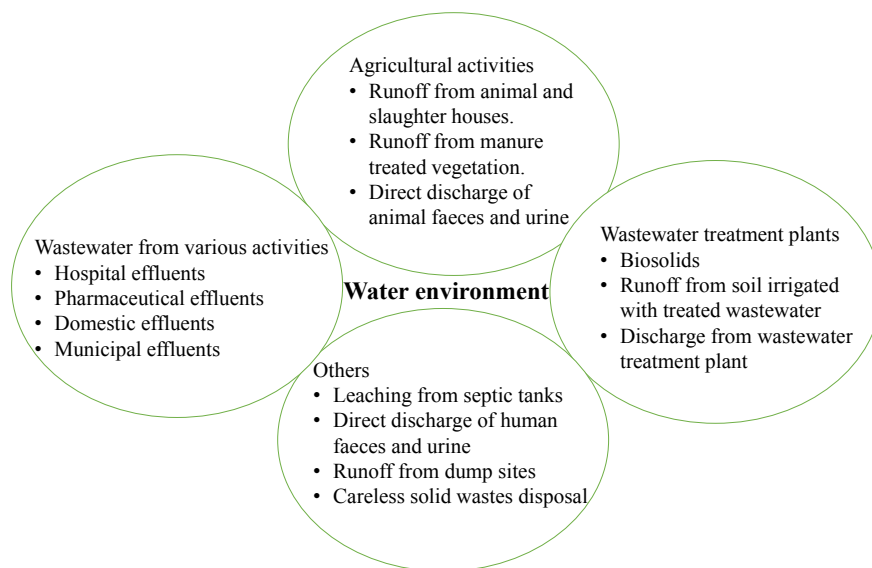 Agricultural activities
• Runoff from animal and
slaughter houses.
• Runoff from manure
treated vegetation.
• Direct discharge of
animal faeces and urine
Wastewater from various activities
• Hospital effluents
• Pharmaceutical effluents
• Domestic effluents
• Municipal effluents
Water environment
Wastewater treatment plants
• Biosolids
• Runoff from soil irrigated
with treated wastewater
• Discharge from wastewater
treatment plant
Others
• Leaching from septic tanks
• Direct discharge of human
faeces and urine
• Runoff from dump sites
• Careless solid wastes disposal